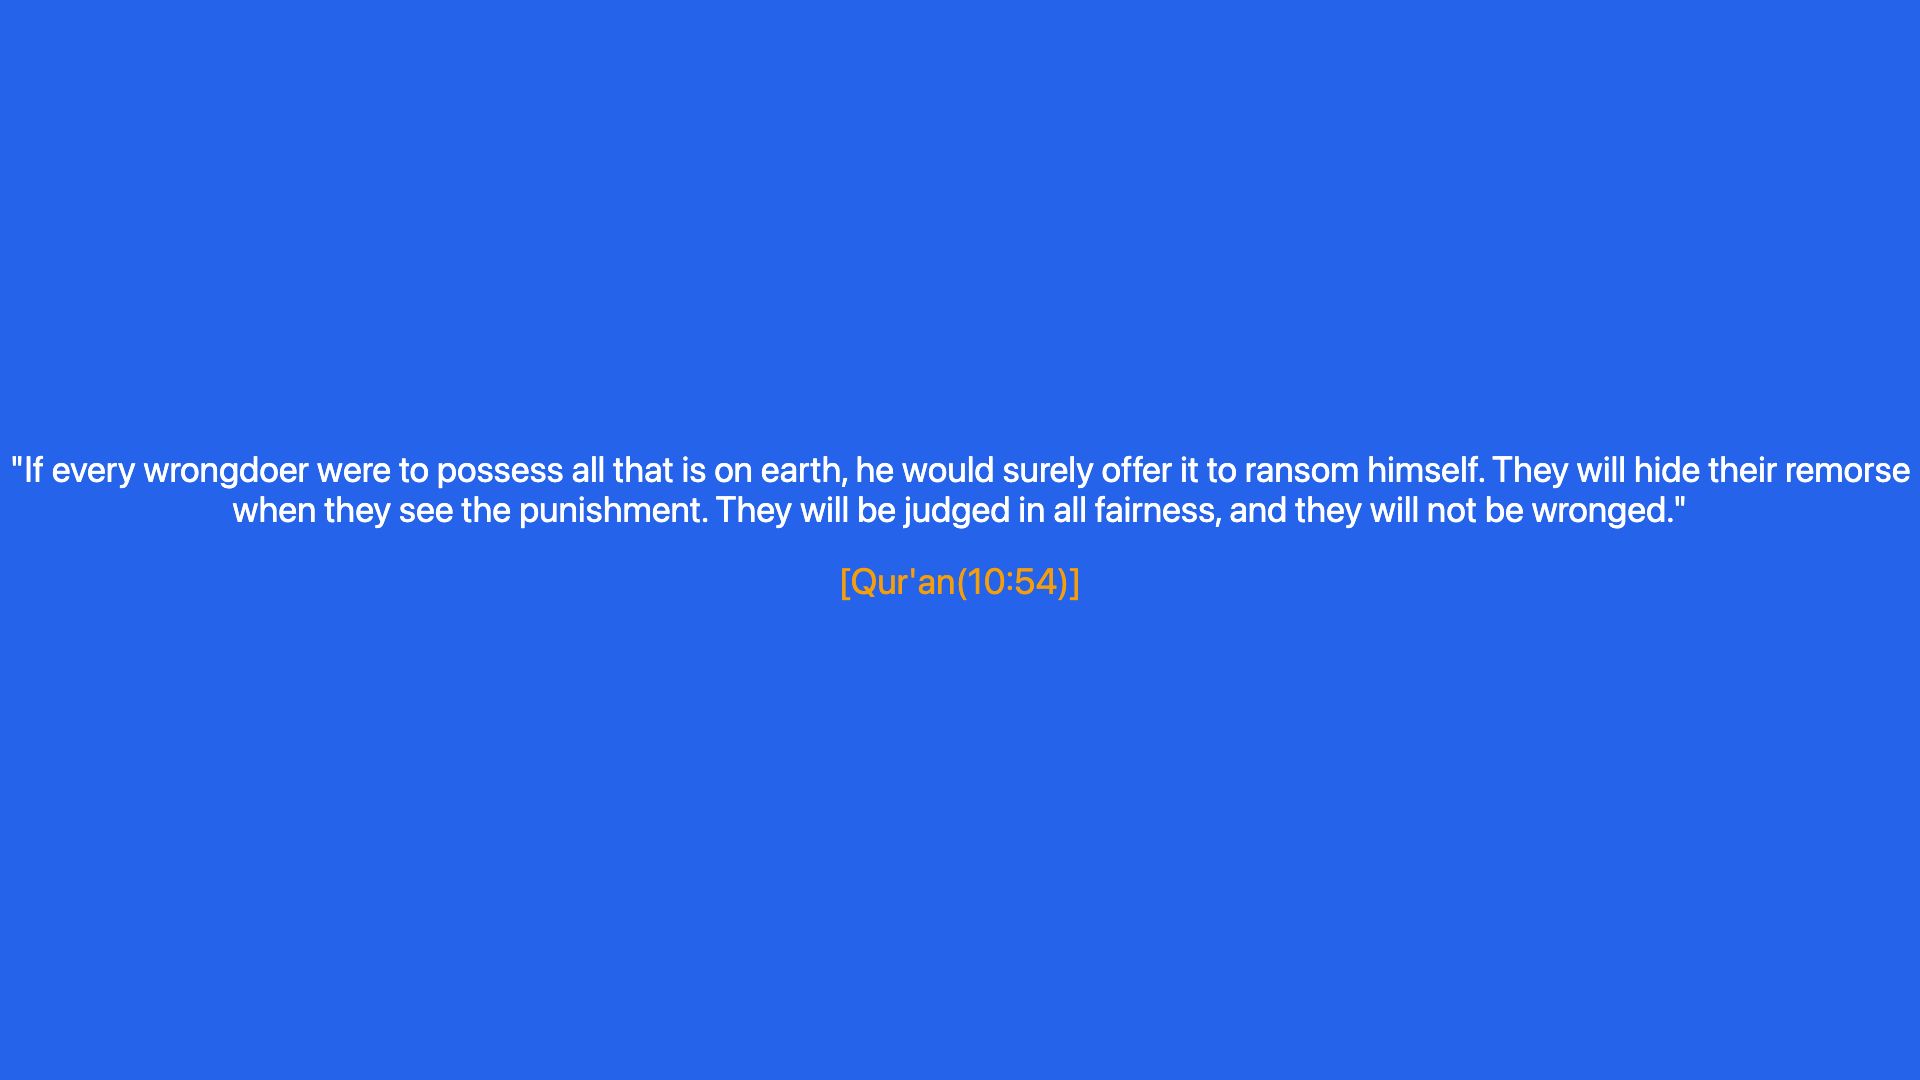 "If every wrongdoer were to possess all that is on earth, he would surely offer it to ransom himself. They will hide their remorse
when they see the punishment. They will be judged in all fairness, and they will not be wronged."
[Qur'an(10:54)]